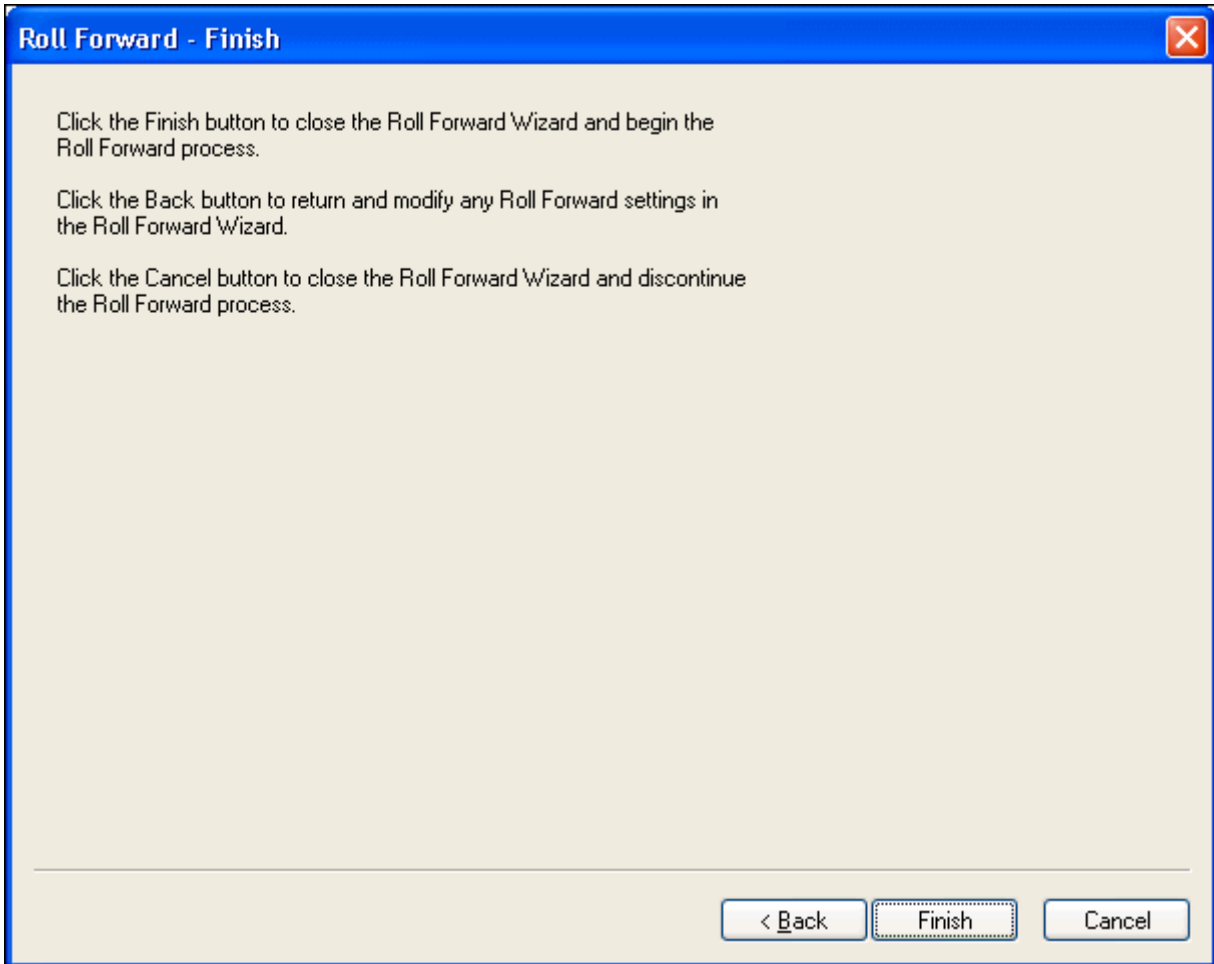 Roll Forward - Finish
Click the Finish button to close the Roll Forward Wizard and begin the
Roll Forward process.
Click the Back button to return and modify any Roll Forward settings in
the Roll Forward Wizard.
Click the Cancel button to close the Roll Forward Wizard and discontinue
the Roll Forward process.
< Back
Finish
Cancel